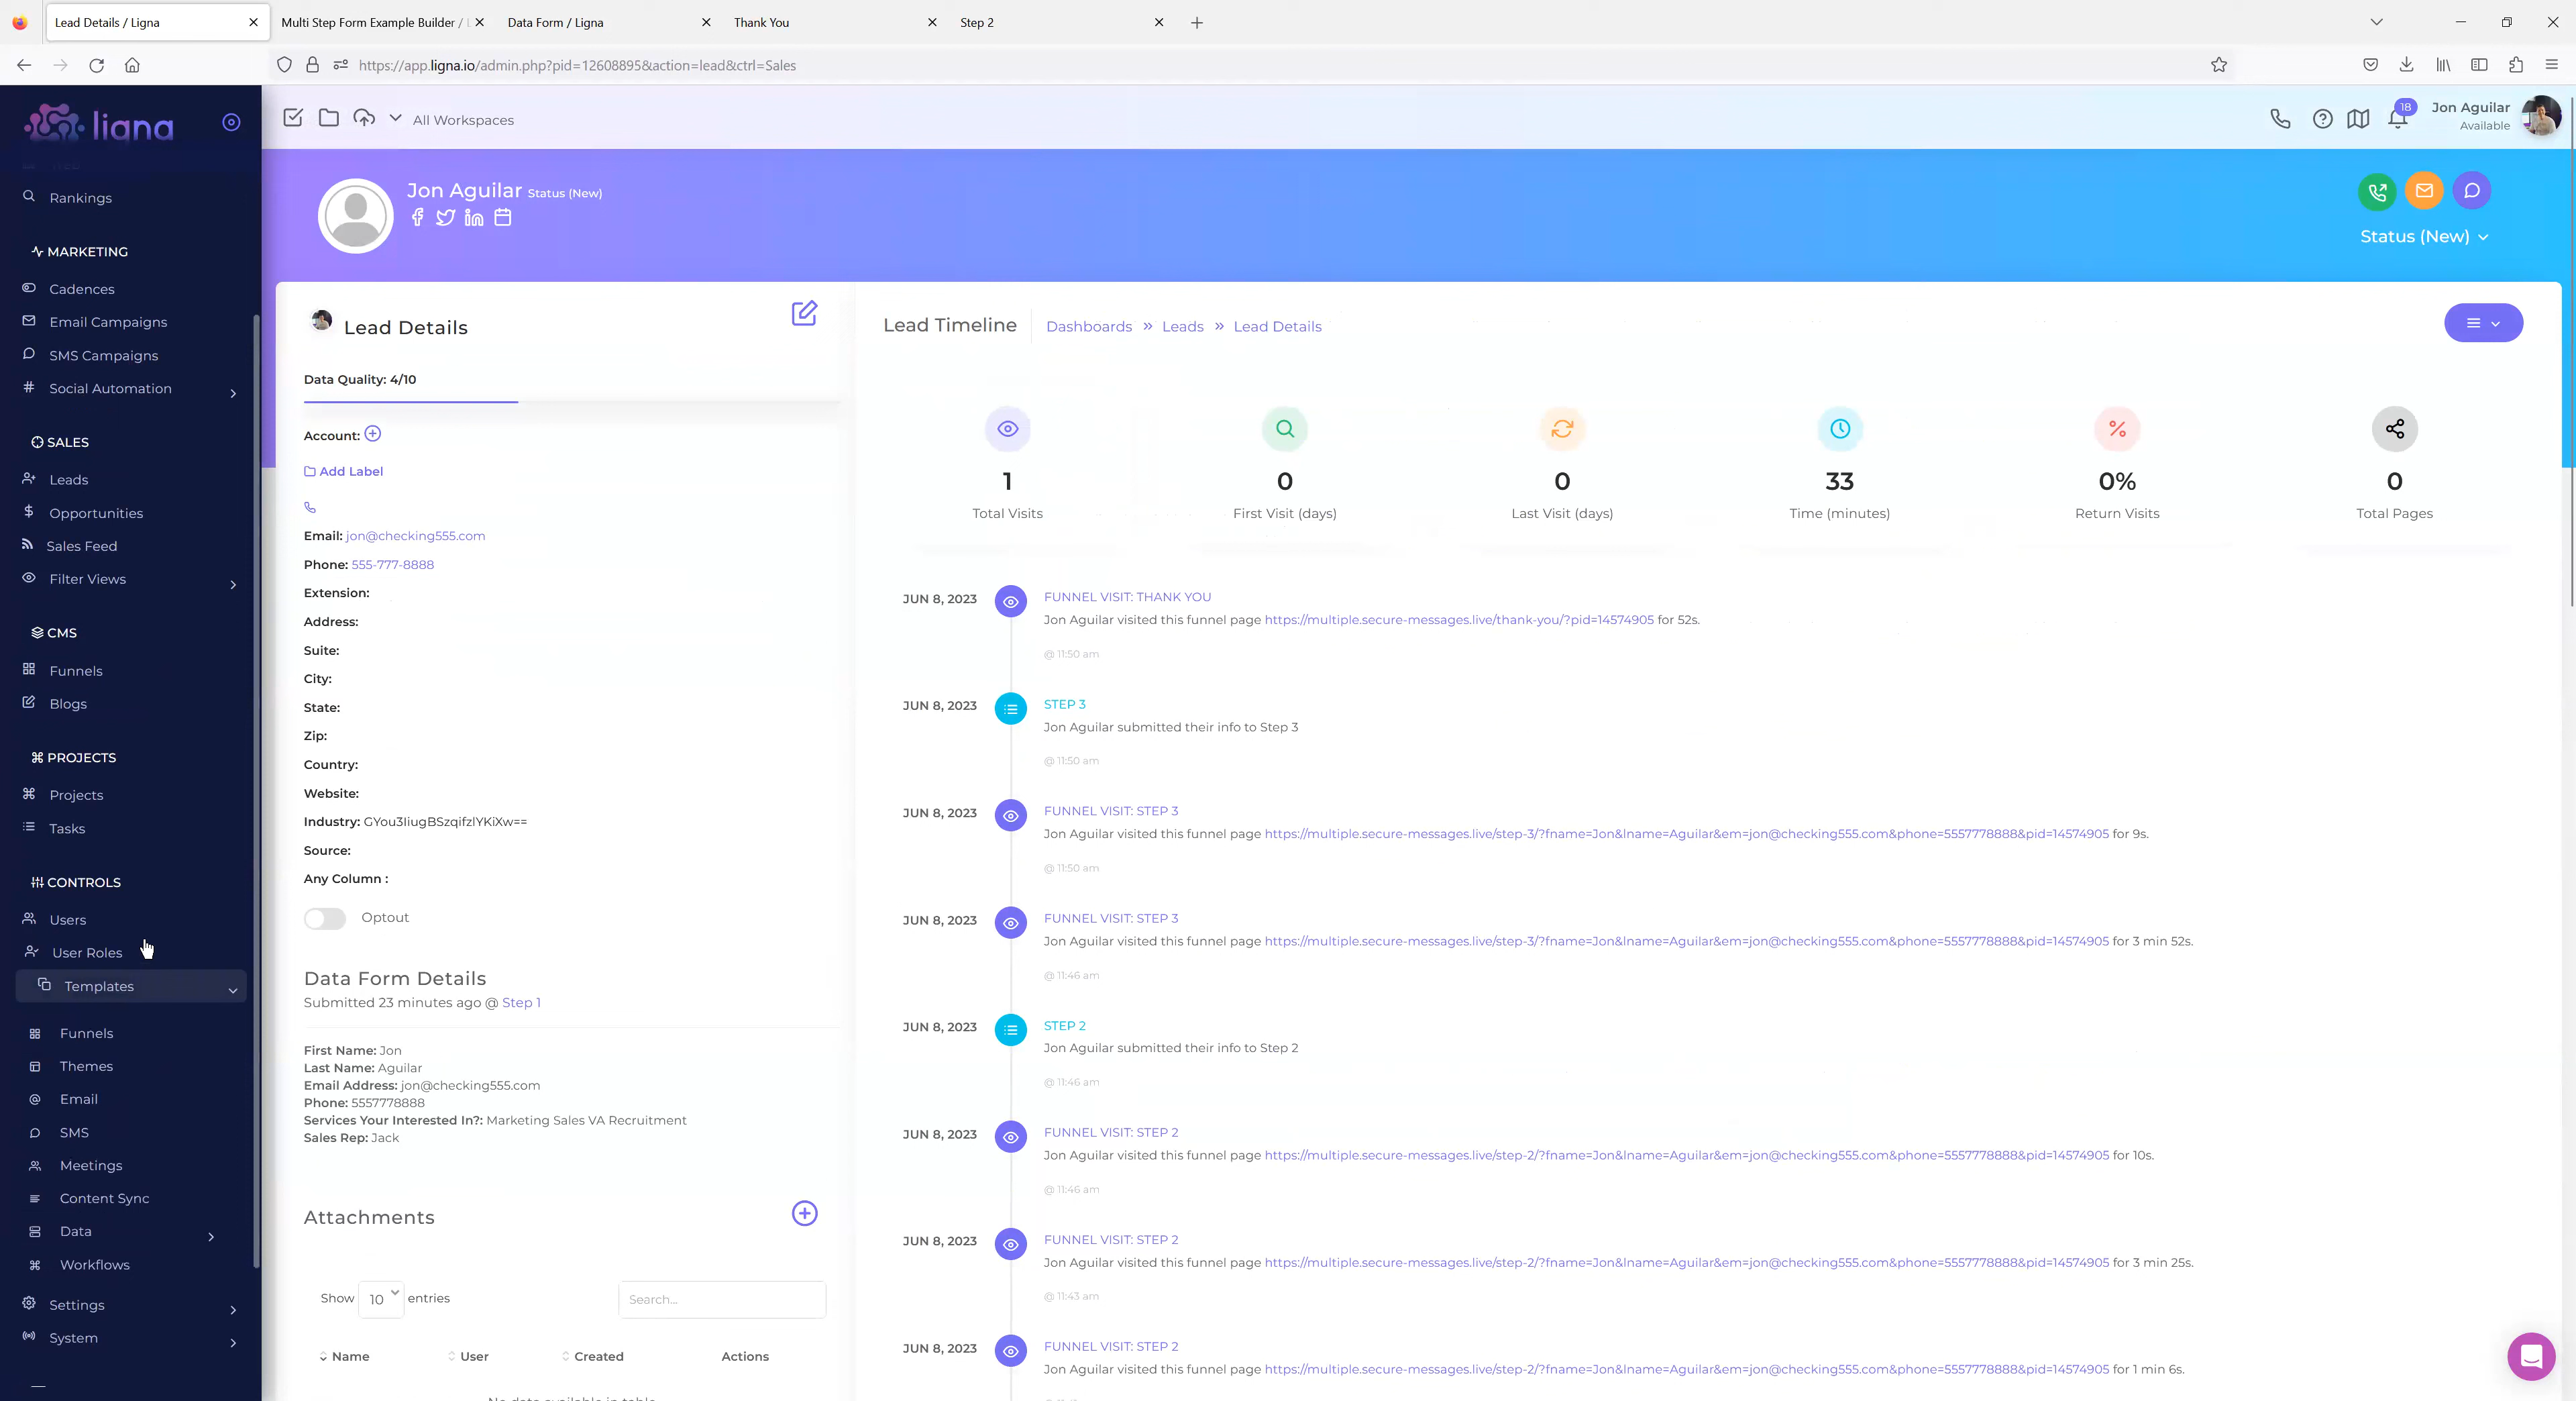 Lead Details / Ligna
Multi Step Form Example Builder /
Data Form / Ligna
Thank You
Step 2
https://app.ligna.io/admin.php?pid=12608895&action=lead&ctrl=Sales
ligna
All Workspaces
18
Jon Aguilar
Available
Rankings
MARKETING
Cadences
Email Campaigns
SMS Campaigns
Social Automation
SALES
Leads
Opportunities
Sales Feed
Filter Views
CMS
Funnels
Blogs
PROJECTS
Projects
Tasks
CONTROLS
Users
User Roles
Templates
Funnels
Themes
Email
SMS
Meetings
Content Sync
Data
Workflows
Settings
System
Jon Aguilar Status (New)
Status (New)
Lead Details
Data Quality: 4/10
Account:
Add Label
Email: jon@checking555.com
Phone: 555-777-8888
Extension:
Address:
Suite:
City:
State:
Zip:
Country:
Website:
Industry: GYou3IiugBSzqifzlYKiXw==
Source:
Any Column :
Optout
Data Form Details
Submitted 23 minutes ago @ Step 1
First Name: Jon
Last Name: Aguilar
Email Address: jon@checking555.com
Phone: 5557778888
Services Your Interested In?: Marketing Sales VA Recruitment
Sales Rep: Jack
Attachments
Show 10 entries
Search...
Name User Created Actions
No data available in table
Lead Timeline Dashboards » Leads » Lead Details
1
Total Visits
0
First Visit (days)
0
Last Visit (days)
33
Time (minutes)
0%
Return Visits
0
Total Pages
JUN 8, 2023 FUNNEL VISIT: THANK YOU
Jon Aguilar visited this funnel page https://multiple.secure-messages.live/thank-you/?pid=14574905 for 52s.
@ 11:50 am
JUN 8, 2023 STEP 3
Jon Aguilar submitted their info to Step 3
@ 11:50 am
JUN 8, 2023 FUNNEL VISIT: STEP 3
Jon Aguilar visited this funnel page https://multiple.secure-messages.live/step-3/?fname=Jon&lname=Aguilar&em=jon@checking555.com&phone=5557778888&pid=14574905 for 9s.
@ 11:50 am
JUN 8, 2023 FUNNEL VISIT: STEP 3
Jon Aguilar visited this funnel page https://multiple.secure-messages.live/step-3/?fname=Jon&lname=Aguilar&em=jon@checking555.com&phone=5557778888&pid=14574905 for 3 min 52s.
@ 11:46 am
JUN 8, 2023 STEP 2
Jon Aguilar submitted their info to Step 2
@ 11:46 am
JUN 8, 2023 FUNNEL VISIT: STEP 2
Jon Aguilar visited this funnel page https://multiple.secure-messages.live/step-2/?fname=Jon&lname=Aguilar&em=jon@checking555.com&phone=5557778888&pid=14574905 for 10s.
@ 11:46 am
JUN 8, 2023 FUNNEL VISIT: STEP 2
Jon Aguilar visited this funnel page https://multiple.secure-messages.live/step-2/?fname=Jon&lname=Aguilar&em=jon@checking555.com&phone=5557778888&pid=14574905 for 3 min 25s.
@ 11:43 am
JUN 8, 2023 FUNNEL VISIT: STEP 2
Jon Aguilar visited this funnel page https://multiple.secure-messages.live/step-2/?fname=Jon&lname=Aguilar&em=jon@checking555.com&phone=5557778888&pid=14574905 for 1 min 6s.